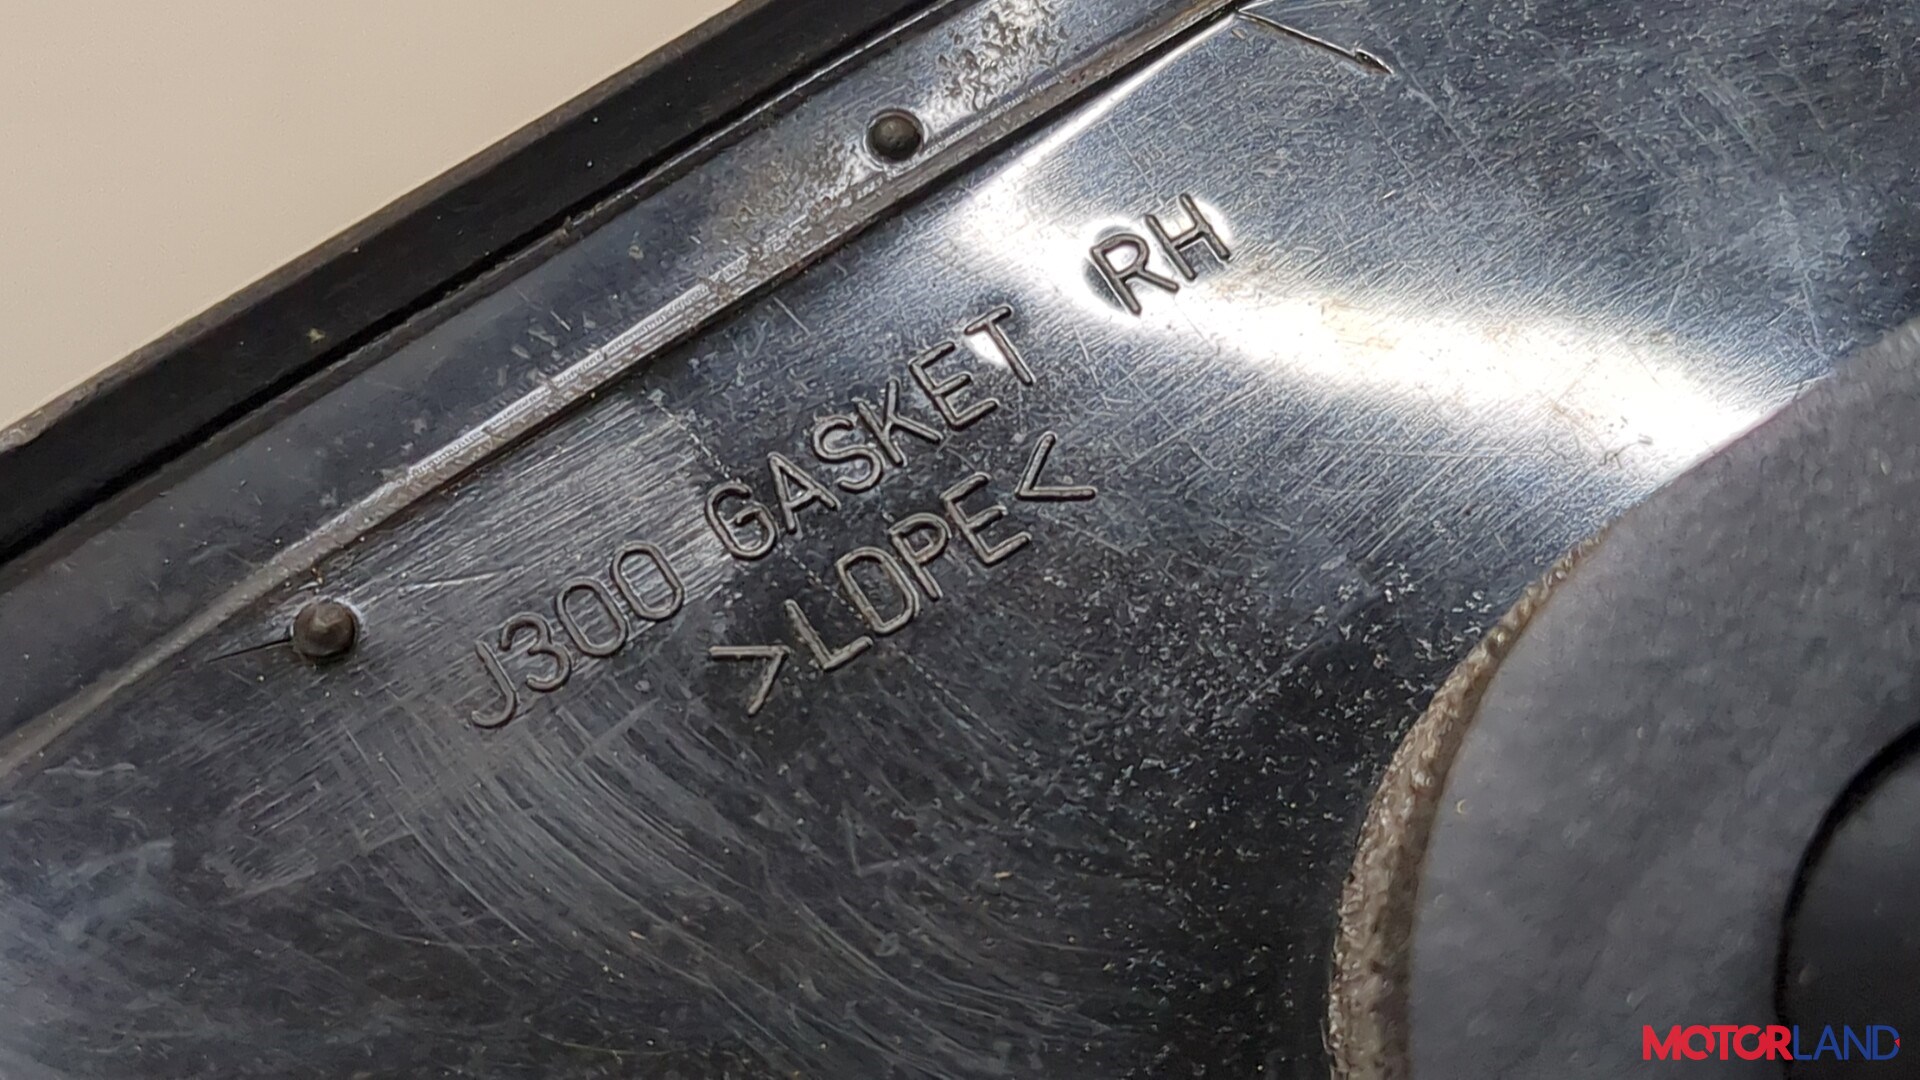 J300 GASKET RH
>LDPE<
MOTORLAND